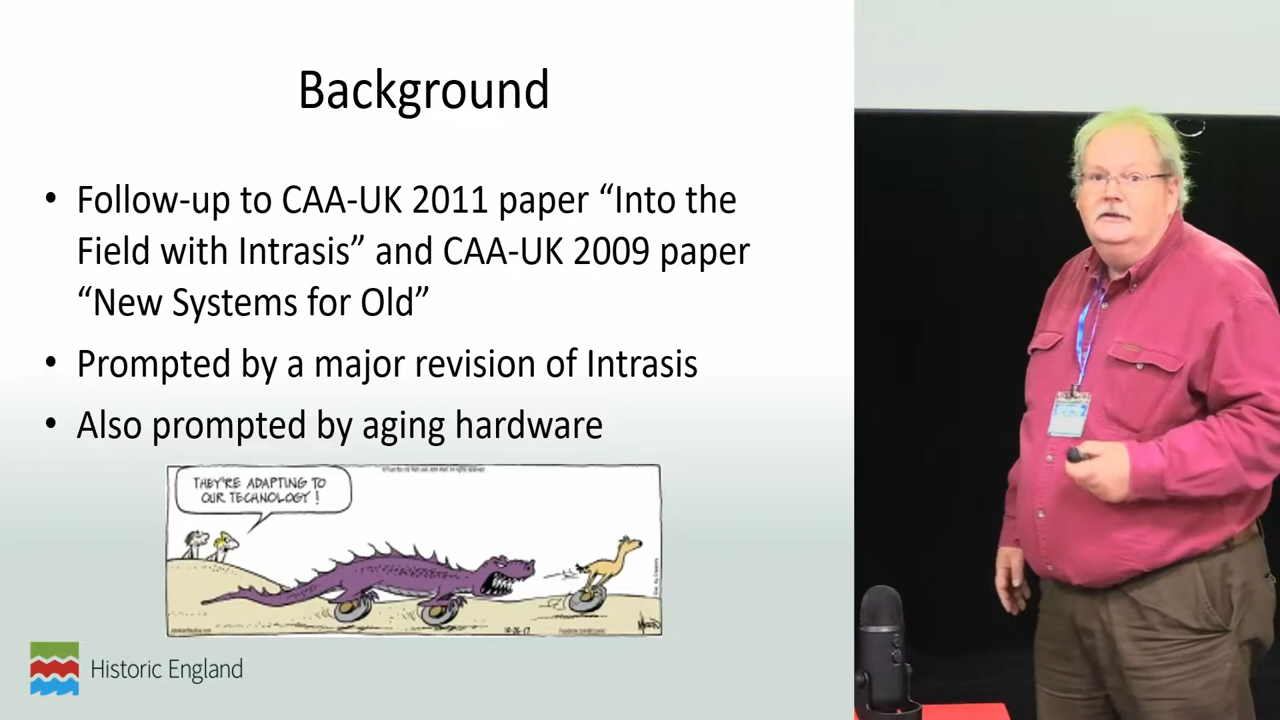 Background
• Follow-up to CAA-UK 2011 paper “Into the
Field with Intrasis” and CAA-UK 2009 paper
“New Systems for Old”
• Prompted by a major revision of Intrasis
• Also prompted by aging hardware
THEY'RE ADAPTING TO
OUR TECHNOLOGY!
Historic England